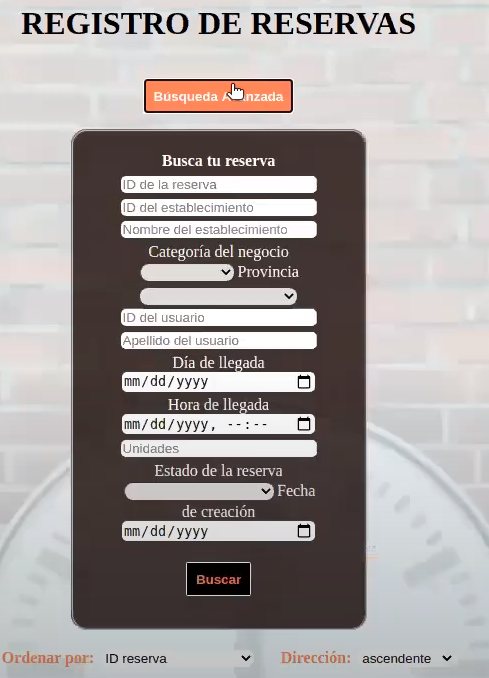 REGISTRO DE RESERVAS
Búsqueda Avanzada
Busca tu reserva
ID de la reserva
ID del establecimiento
Nombre del establecimiento
Categoría del negocio
Provincia
ID del usuario
Apellido del usuario
Día de llegada
mm/dd/yyyy
Hora de llegada
mm/dd/yyyy, --:--
Unidades
Estado de la reserva
Fecha
de creación
mm/dd/yyyy
Buscar
Ordenar por: ID reserva Dirección: ascendente